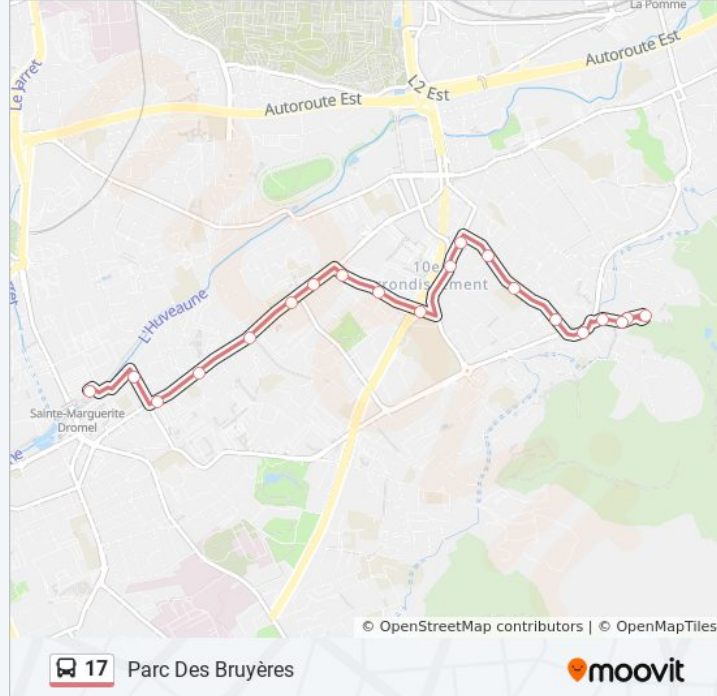 La Pomme
Autoroute Est
L2 Est
Le Jarret
Autoroute Est
10e
L'Huveaune
Sainte-Marguerite
Dromel
© OpenStreetMap contributors | © OpenMapTiles
17 Parc Des Bruyères
moovit